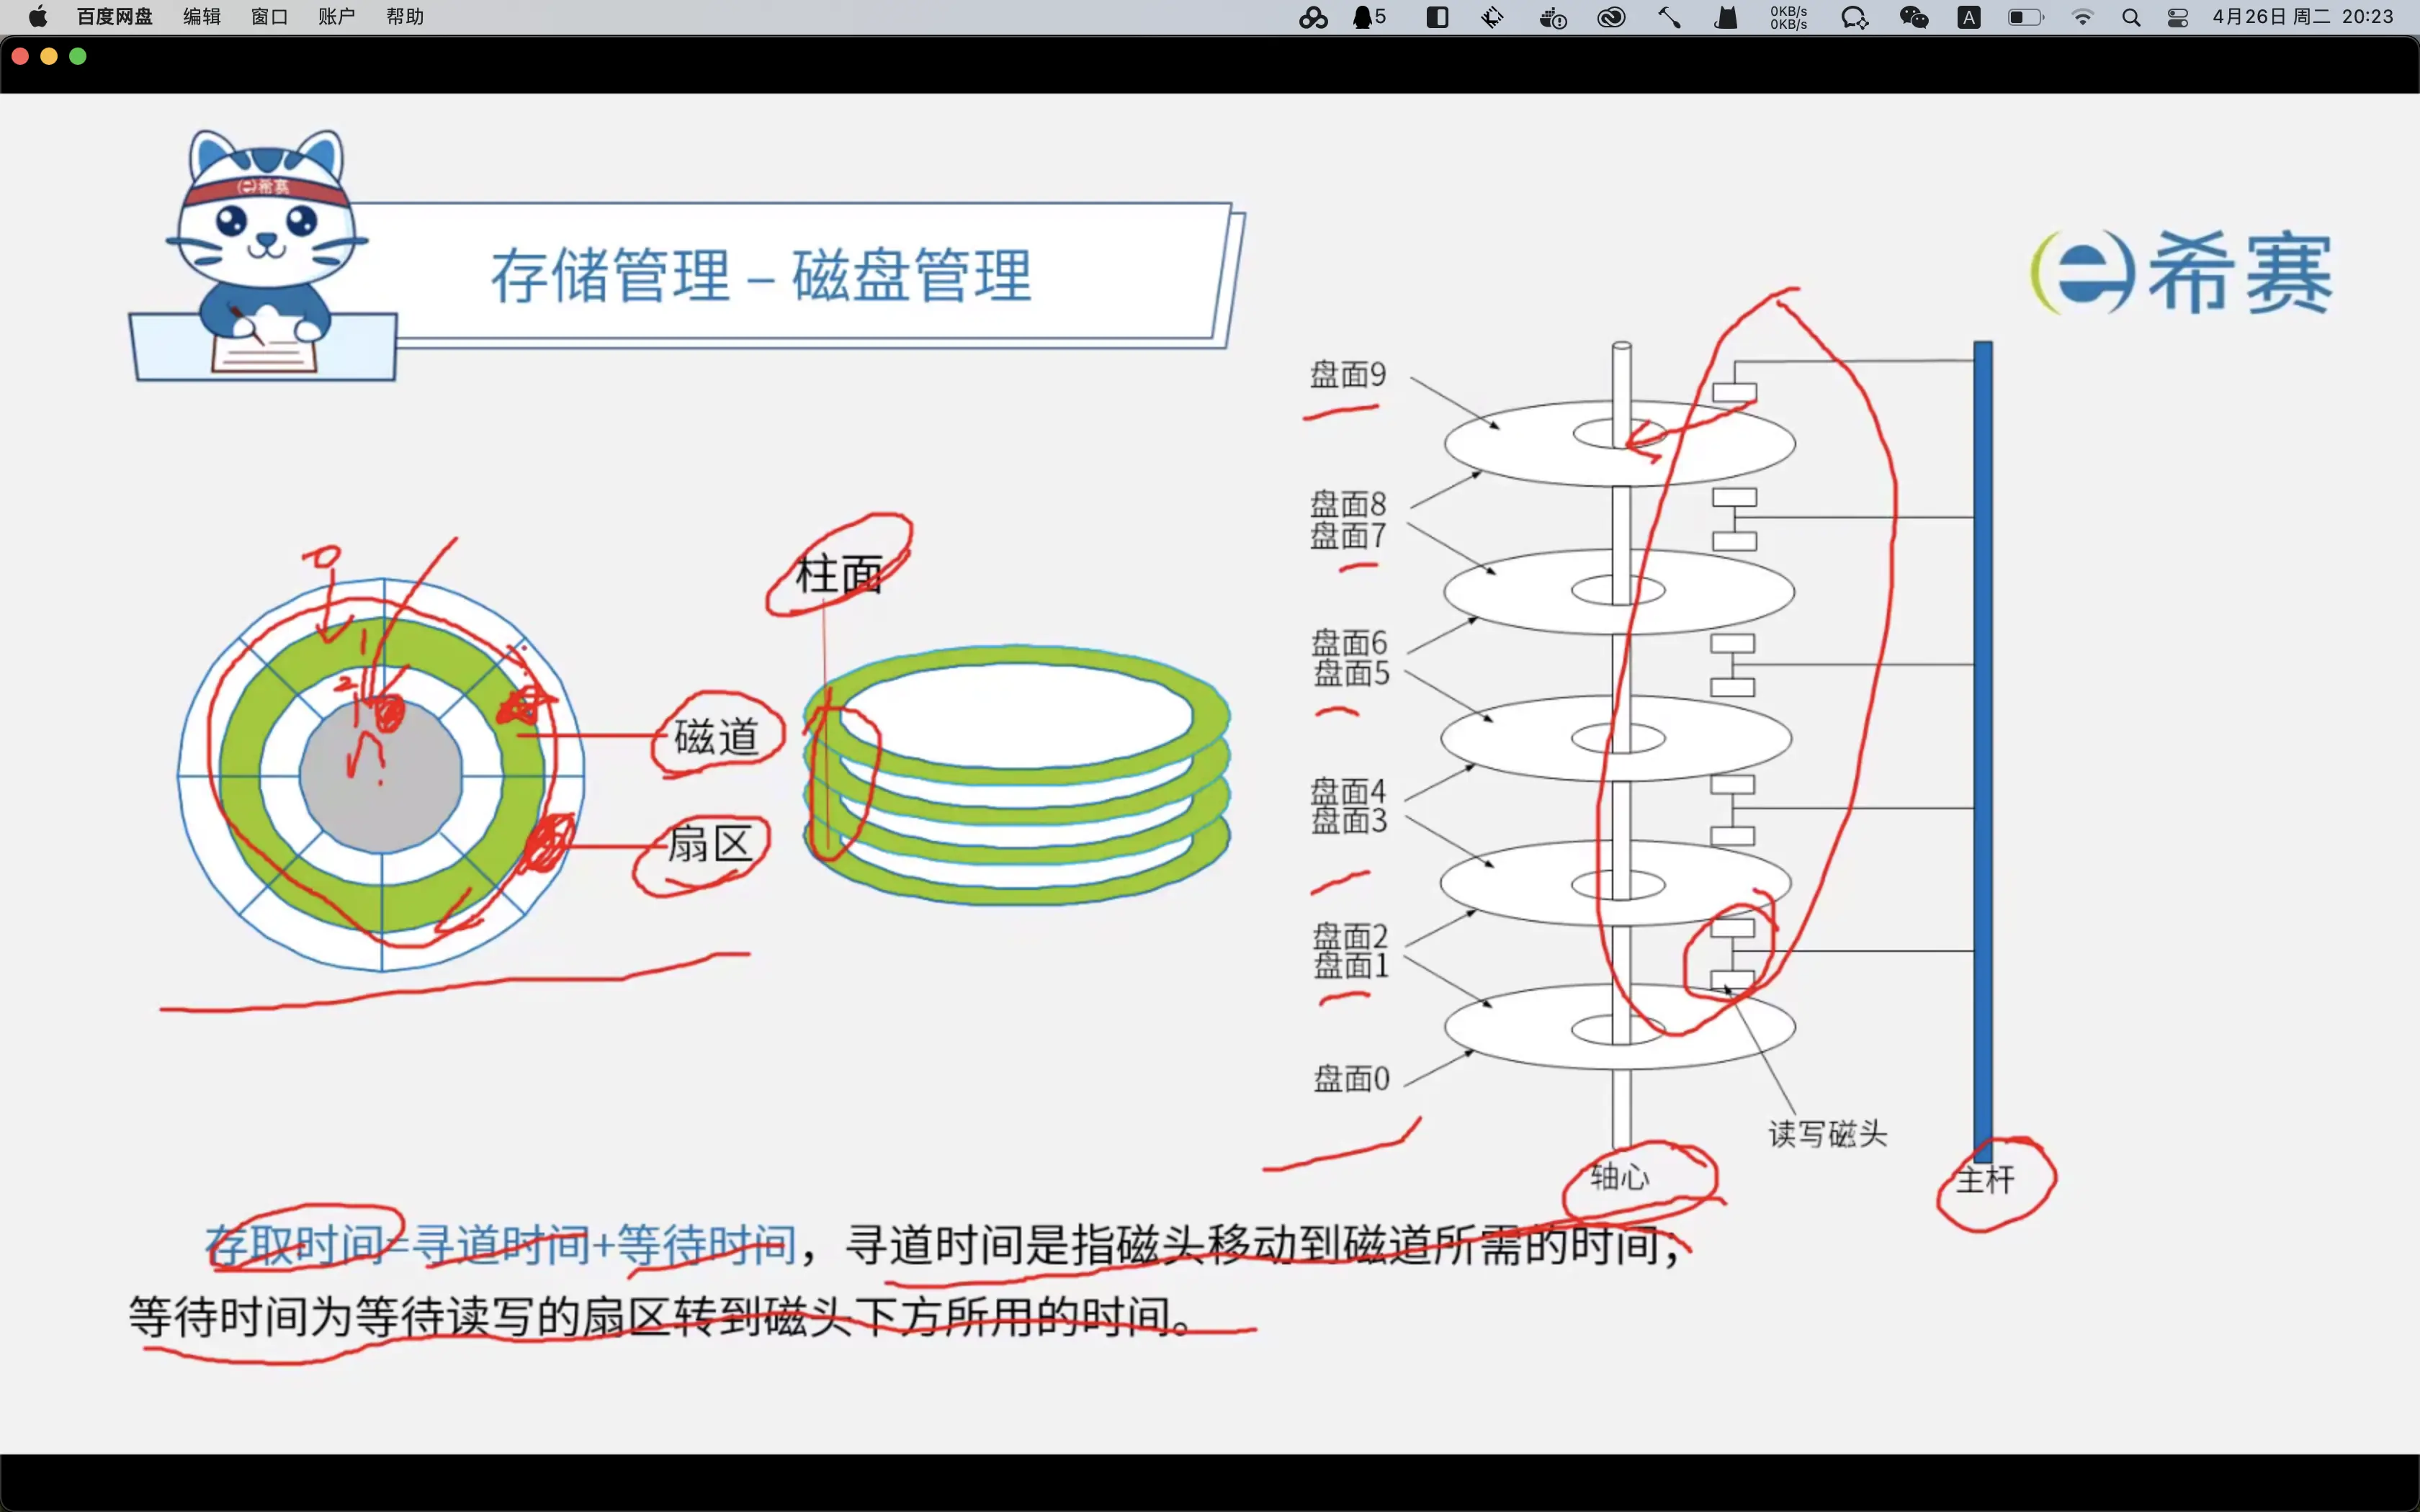 百度网盘 编辑 窗口 账户 帮助 5 0KB/s 0KB/s A 4月26日 周二 20:23
希赛
存储管理 – 磁盘管理
希赛
柱面
磁道
扇区
0
1
2
盘面9
盘面8
盘面7
盘面6
盘面5
盘面4
盘面3
盘面2
盘面1
盘面0
读写磁头
轴心
主杆
存取时间=寻道时间+等待时间，寻道时间是指磁头移动到磁道所需的时间；
等待时间为等待读写的扇区转到磁头下方所用的时间。